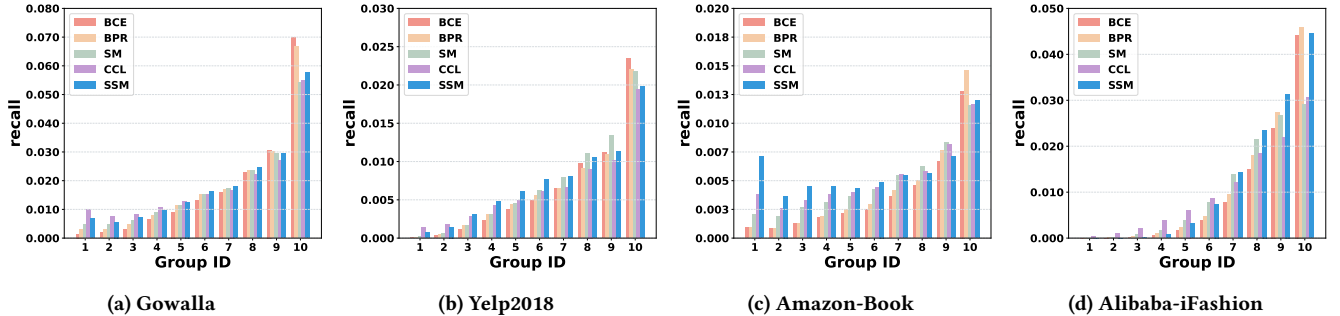 recall
0.080
0.070
0.060
0.050
0.040
0.030
0.020
0.010
0.000
BCE
BPR
SM
CCL
SSM
1 2 3 4 5 6 7 8 9 10
Group ID
(a) Gowalla
recall
0.030
0.025
0.020
0.015
0.010
0.005
0.000
BCE
BPR
SM
CCL
SSM
1 2 3 4 5 6 7 8 9 10
Group ID
(b) Yelp2018
recall
0.020
0.018
0.015
0.013
0.010
0.007
0.005
0.003
0.000
BCE
BPR
SM
CCL
SSM
1 2 3 4 5 6 7 8 9 10
Group ID
(c) Amazon-Book
recall
0.050
0.040
0.030
0.020
0.010
0.000
BCE
BPR
SM
CCL
SSM
1 2 3 4 5 6 7 8 9 10
Group ID
(d) Alibaba-iFashion